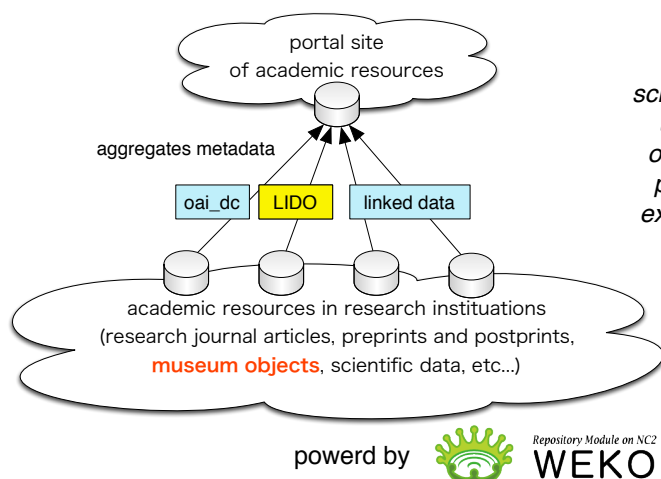 portal site
of academic resources
aggregates metadata
oai_dc
LIDO
linked data
academic resources in research instituations
(research journal articles, preprints and postprints,
museum objects, scientific data, etc...)
powerd by
Repository Module on NC2
WEKO